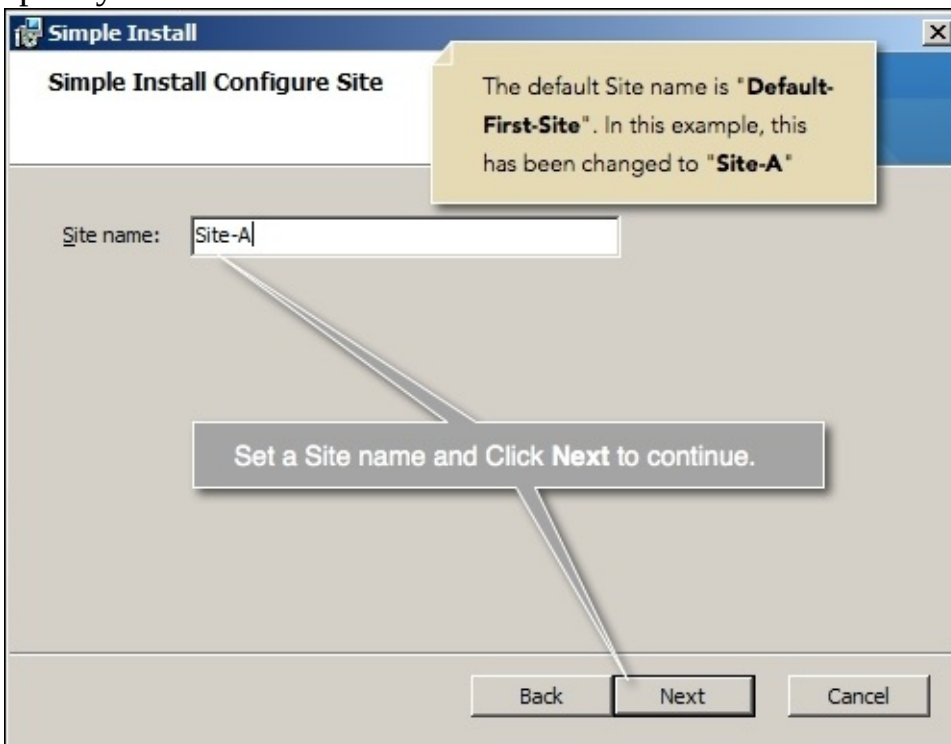 Simple Install
Simple Install Configure Site
The default Site name is "Default-
First-Site". In this example, this
has been changed to "Site-A"
Site name: Site-A
Set a Site name and Click Next to continue.
Back Next Cancel